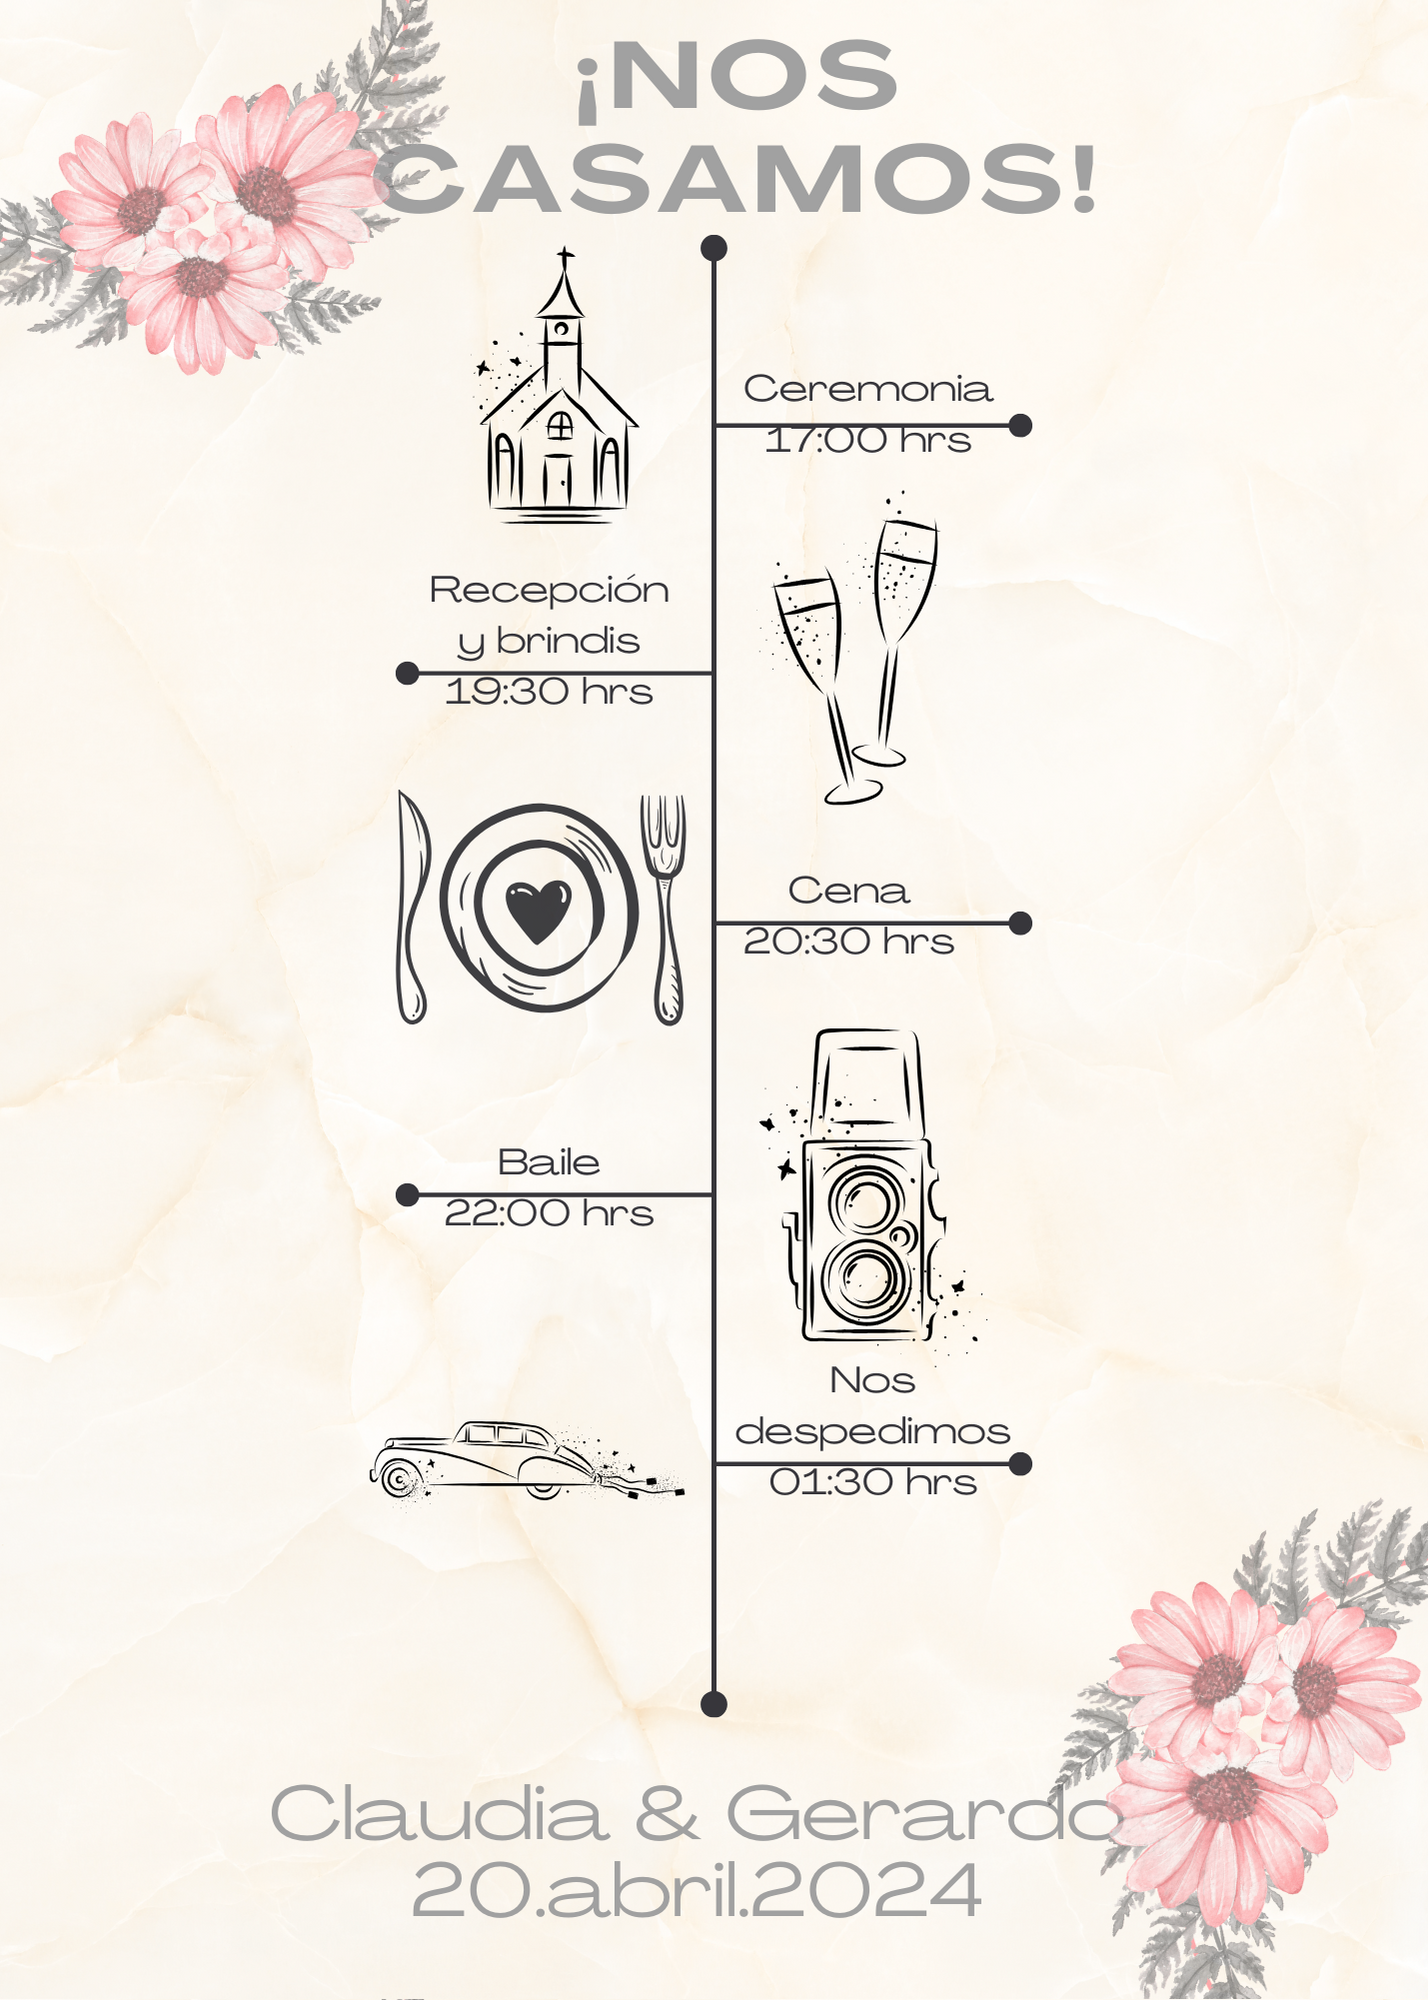 ¡NOS
CASAMOS!
Ceremonia
17:00 hrs
Recepción
y brindis
19:30 hrs
Cena
20:30 hrs
Baile
22:00 hrs
Nos
despedimos
01:30 hrs
Claudia & Gerardo
20.abril.2024